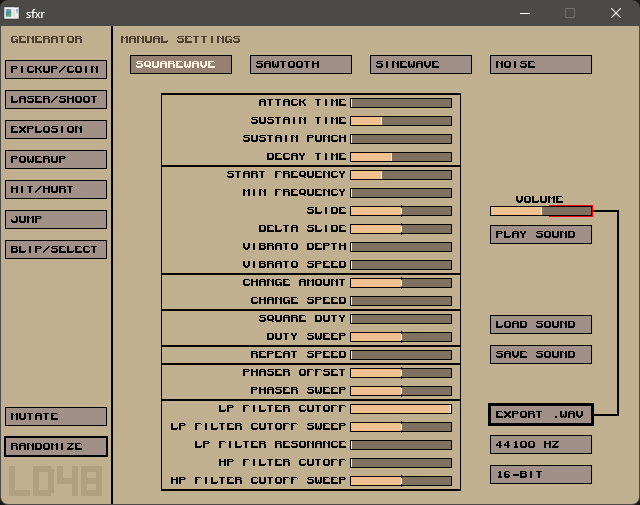 sfxr
GENERATOR
PICKUP/COIN
LASER/SHOOT
EXPLOSION
POWERUP
HIT/HURT
JUMP
BLIP/SELECT
MUTATE
RANDOMIZE
LD48
MANUAL SETTINGS
SQUAREWAVE
SAWTOOTH
SINEWAVE
NOISE
ATTACK TIME
SUSTAIN TIME
SUSTAIN PUNCH
DECAY TIME
START FREQUENCY
MIN FREQUENCY
SLIDE
DELTA SLIDE
VIBRATO DEPTH
VIBRATO SPEED
CHANGE AMOUNT
CHANGE SPEED
SQUARE DUTY
DUTY SWEEP
REPEAT SPEED
PHASER OFFSET
PHASER SWEEP
LP FILTER CUTOFF
LP FILTER CUTOFF SWEEP
LP FILTER RESONANCE
HP FILTER CUTOFF
HP FILTER CUTOFF SWEEP
VOLUME
PLAY SOUND
LOAD SOUND
SAVE SOUND
EXPORT .WAV
44100 HZ
16-BIT